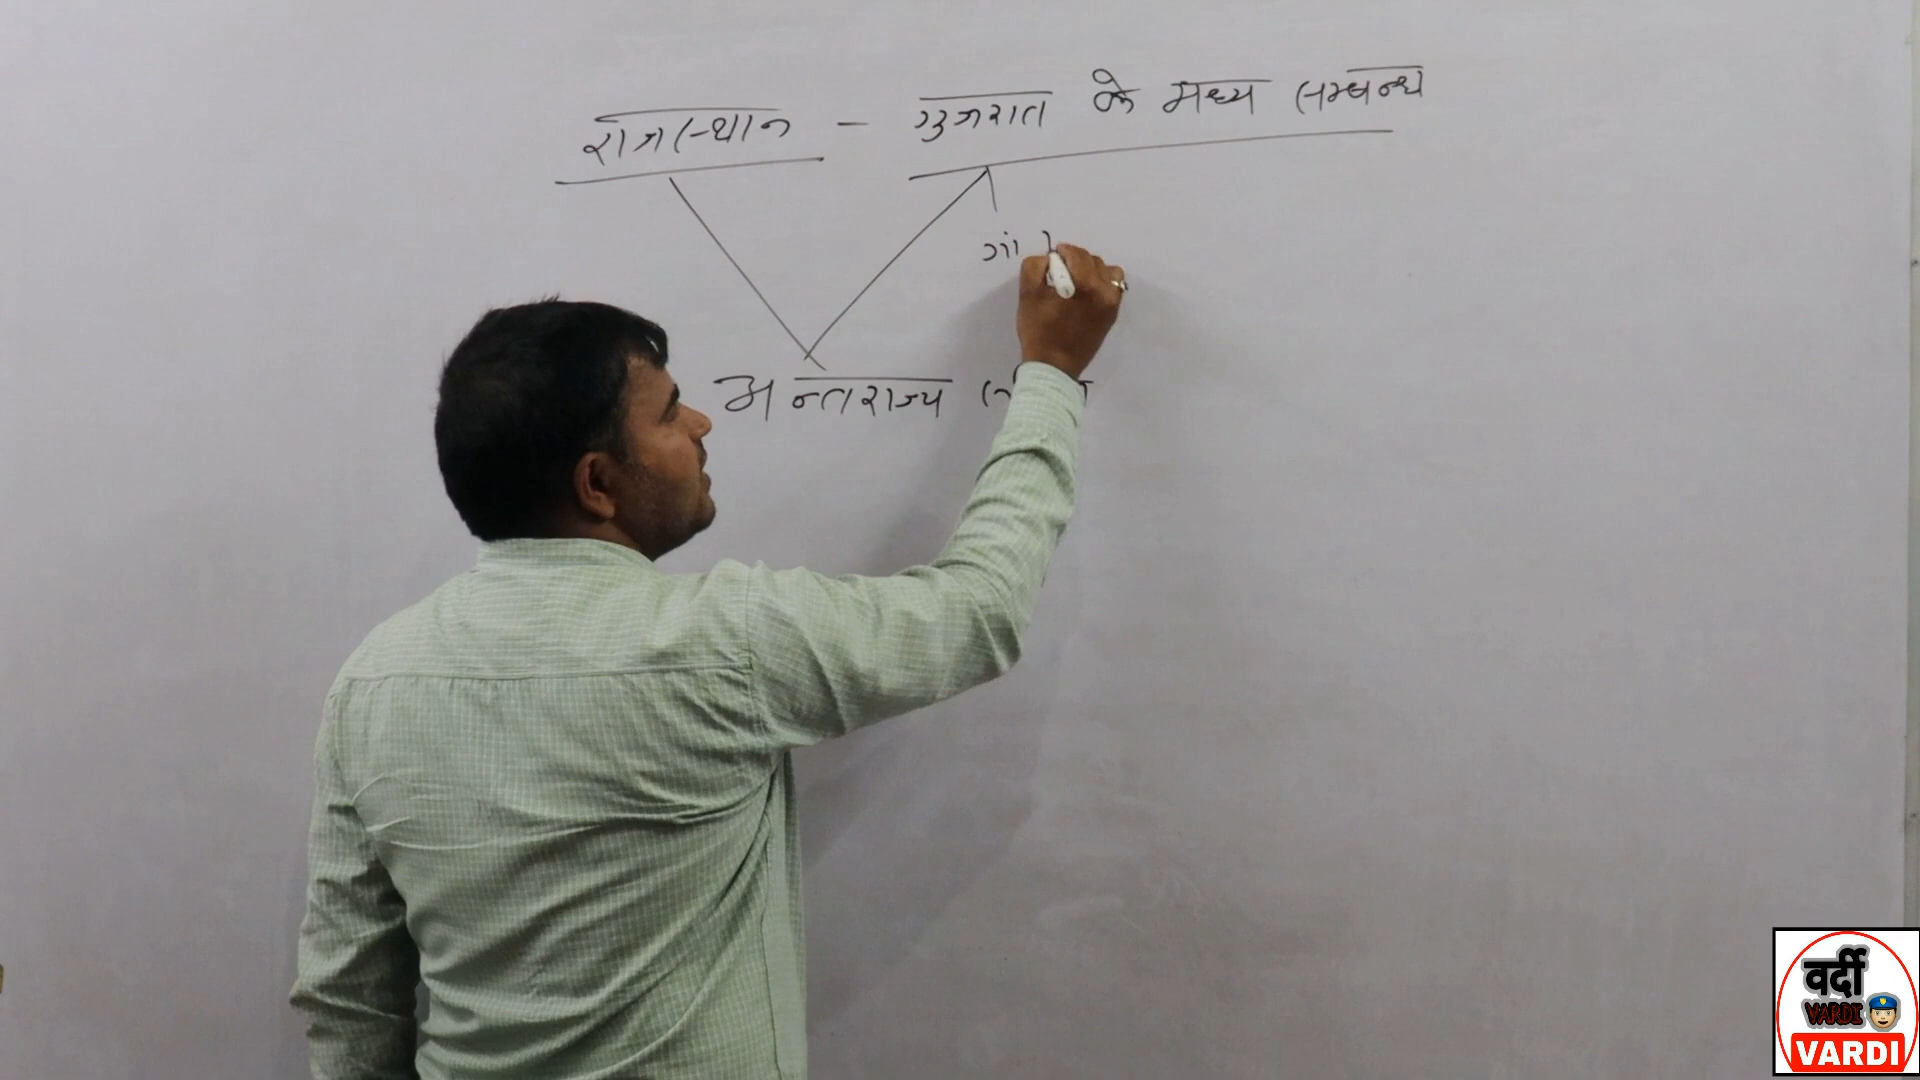 राजस्थान - गुजरात के मध्य सम्बन्ध
गां
अन्तराज्य
वर्दी
VARDI
VARDI